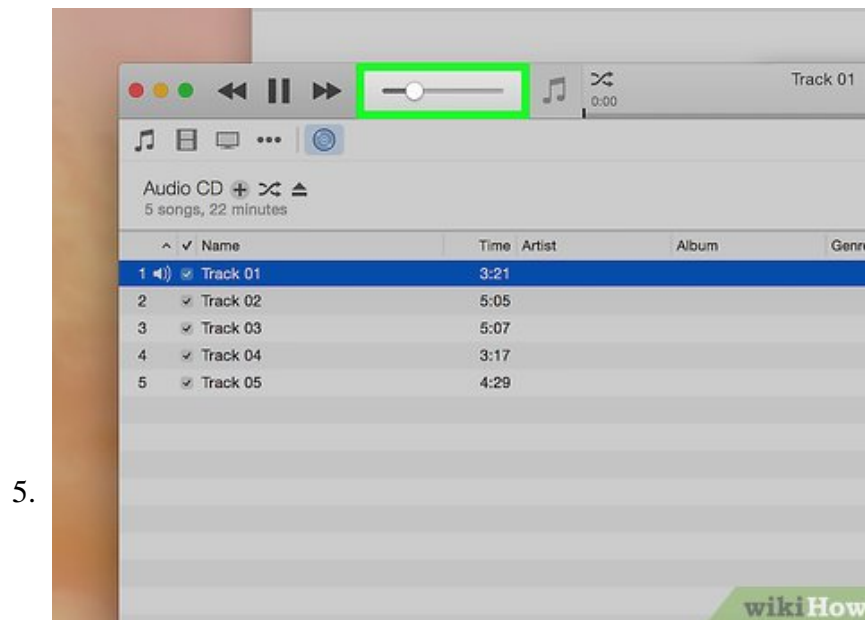 Track 01
0:00
Audio CD
5 songs, 22 minutes
Name Time Artist Album Genre
1 Track 01 3:21
2 Track 02 5:05
3 Track 03 5:07
4 Track 04 3:17
5 Track 05 4:29
5.
wikiHow